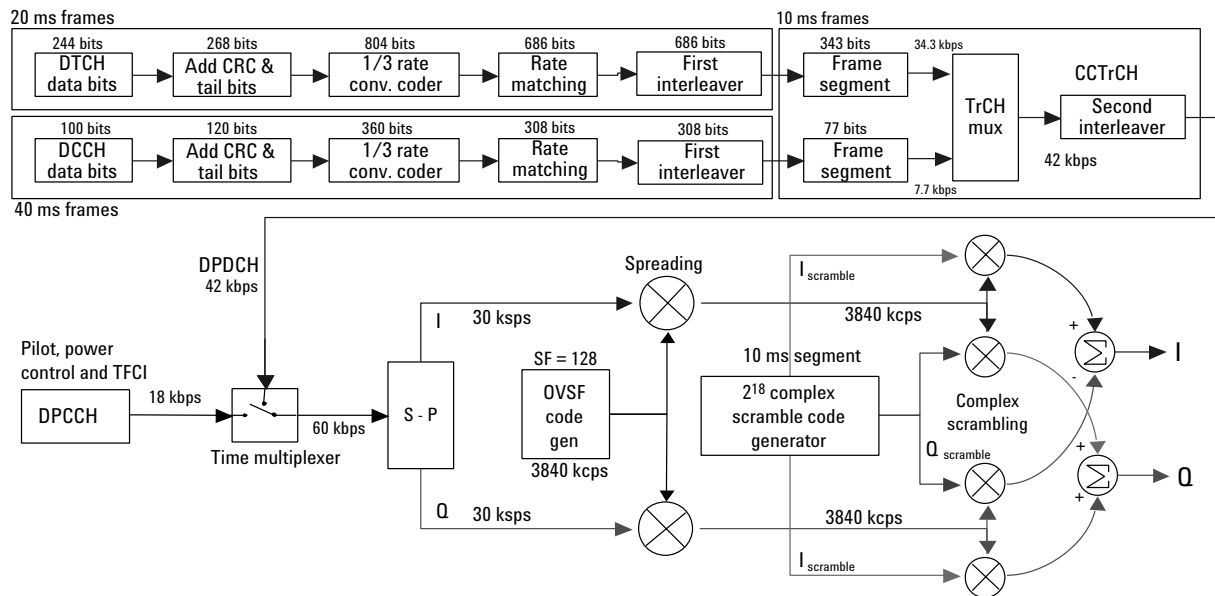 20 ms frames
10 ms frames
244 bits
268 bits
804 bits
686 bits
686 bits
343 bits
34.3 kbps
DTCH
data bits
Add CRC &
tail bits
1/3 rate
conv. coder
Rate
matching
First
interleaver
Frame
segment
TrCH
mux
CCTrCH
Second
interleaver
42 kbps
100 bits
120 bits
360 bits
308 bits
308 bits
77 bits
DCCH
data bits
Add CRC &
tail bits
1/3 rate
conv. coder
Rate
matching
First
interleaver
Frame
segment
7.7 kbps
40 ms frames
DPDCH
42 kbps
Spreading
I scramble
I
30 ksps
3840 kcps
Pilot, power
control and TFCI
DPCCH
18 kbps
Time multiplexer
60 kbps
S - P
SF = 128
OVSF
code
gen
3840 kcps
10 ms segment
2¹⁸ complex
scramble code
generator
Complex
scrambling
Q scramble
+
Σ
-
I
+
Σ
+
Q
Q
30 ksps
3840 kcps
I scramble